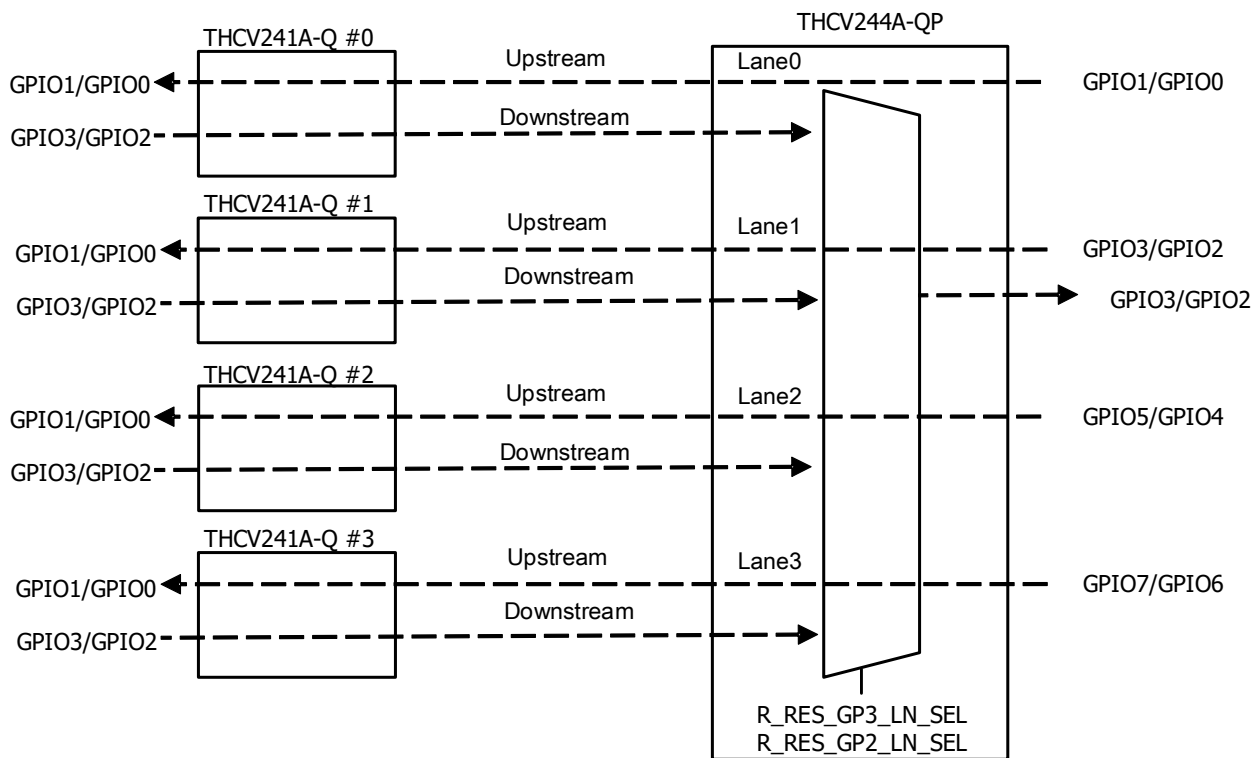 THCV244A-QP
THCV241A-Q #0
Upstream
Lane0
GPIO1/GPIO0
GPIO1/GPIO0
Downstream
GPIO3/GPIO2
THCV241A-Q #1
Upstream
Lane1
GPIO1/GPIO0
GPIO3/GPIO2
Downstream
GPIO3/GPIO2
GPIO3/GPIO2
THCV241A-Q #2
Upstream
Lane2
GPIO1/GPIO0
GPIO5/GPIO4
Downstream
GPIO3/GPIO2
THCV241A-Q #3
Upstream
Lane3
GPIO1/GPIO0
GPIO7/GPIO6
Downstream
GPIO3/GPIO2
R_RES_GP3_LN_SEL
R_RES_GP2_LN_SEL